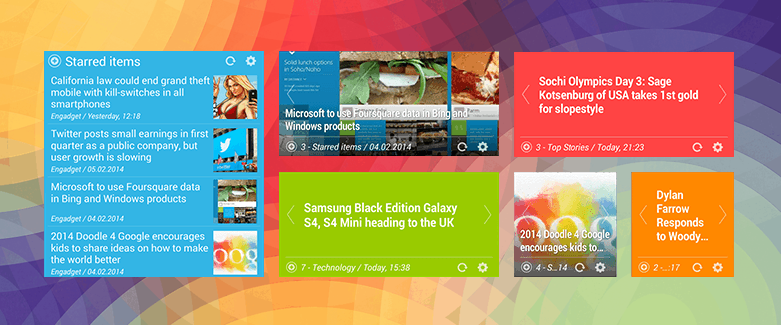 Starred items
California law could end grand theft
mobile with kill-switches in all
smartphones
Engadget / Yesterday, 12:18
Twitter posts small earnings in first
quarter as a public company, but
user growth is slowing
Engadget / 05.02.2014
Microsoft to use Foursquare data
in Bing and Windows products
Engadget / 04.02.2014
2014 Doodle 4 Google encourages
kids to share ideas on how to make
the world better
Engadget / 04.02.2014
Solid lunch options
in Soho/Noho
Microsoft to use Foursquare data in Bing and
Windows products
3 - Starred items / 04.02.2014
Sochi Olympics Day 3: Sage
Kotsenburg of USA takes 1st gold
for slopestyle
3 - Top Stories / Today, 21:23
Samsung Black Edition Galaxy
S4, S4 Mini heading to the UK
7 - Technology / Today, 15:38
2014 Doodle 4 Google
encourages kids to...
4 - S...14
Dylan
Farrow
Responds
to Woody...
2 -...:17